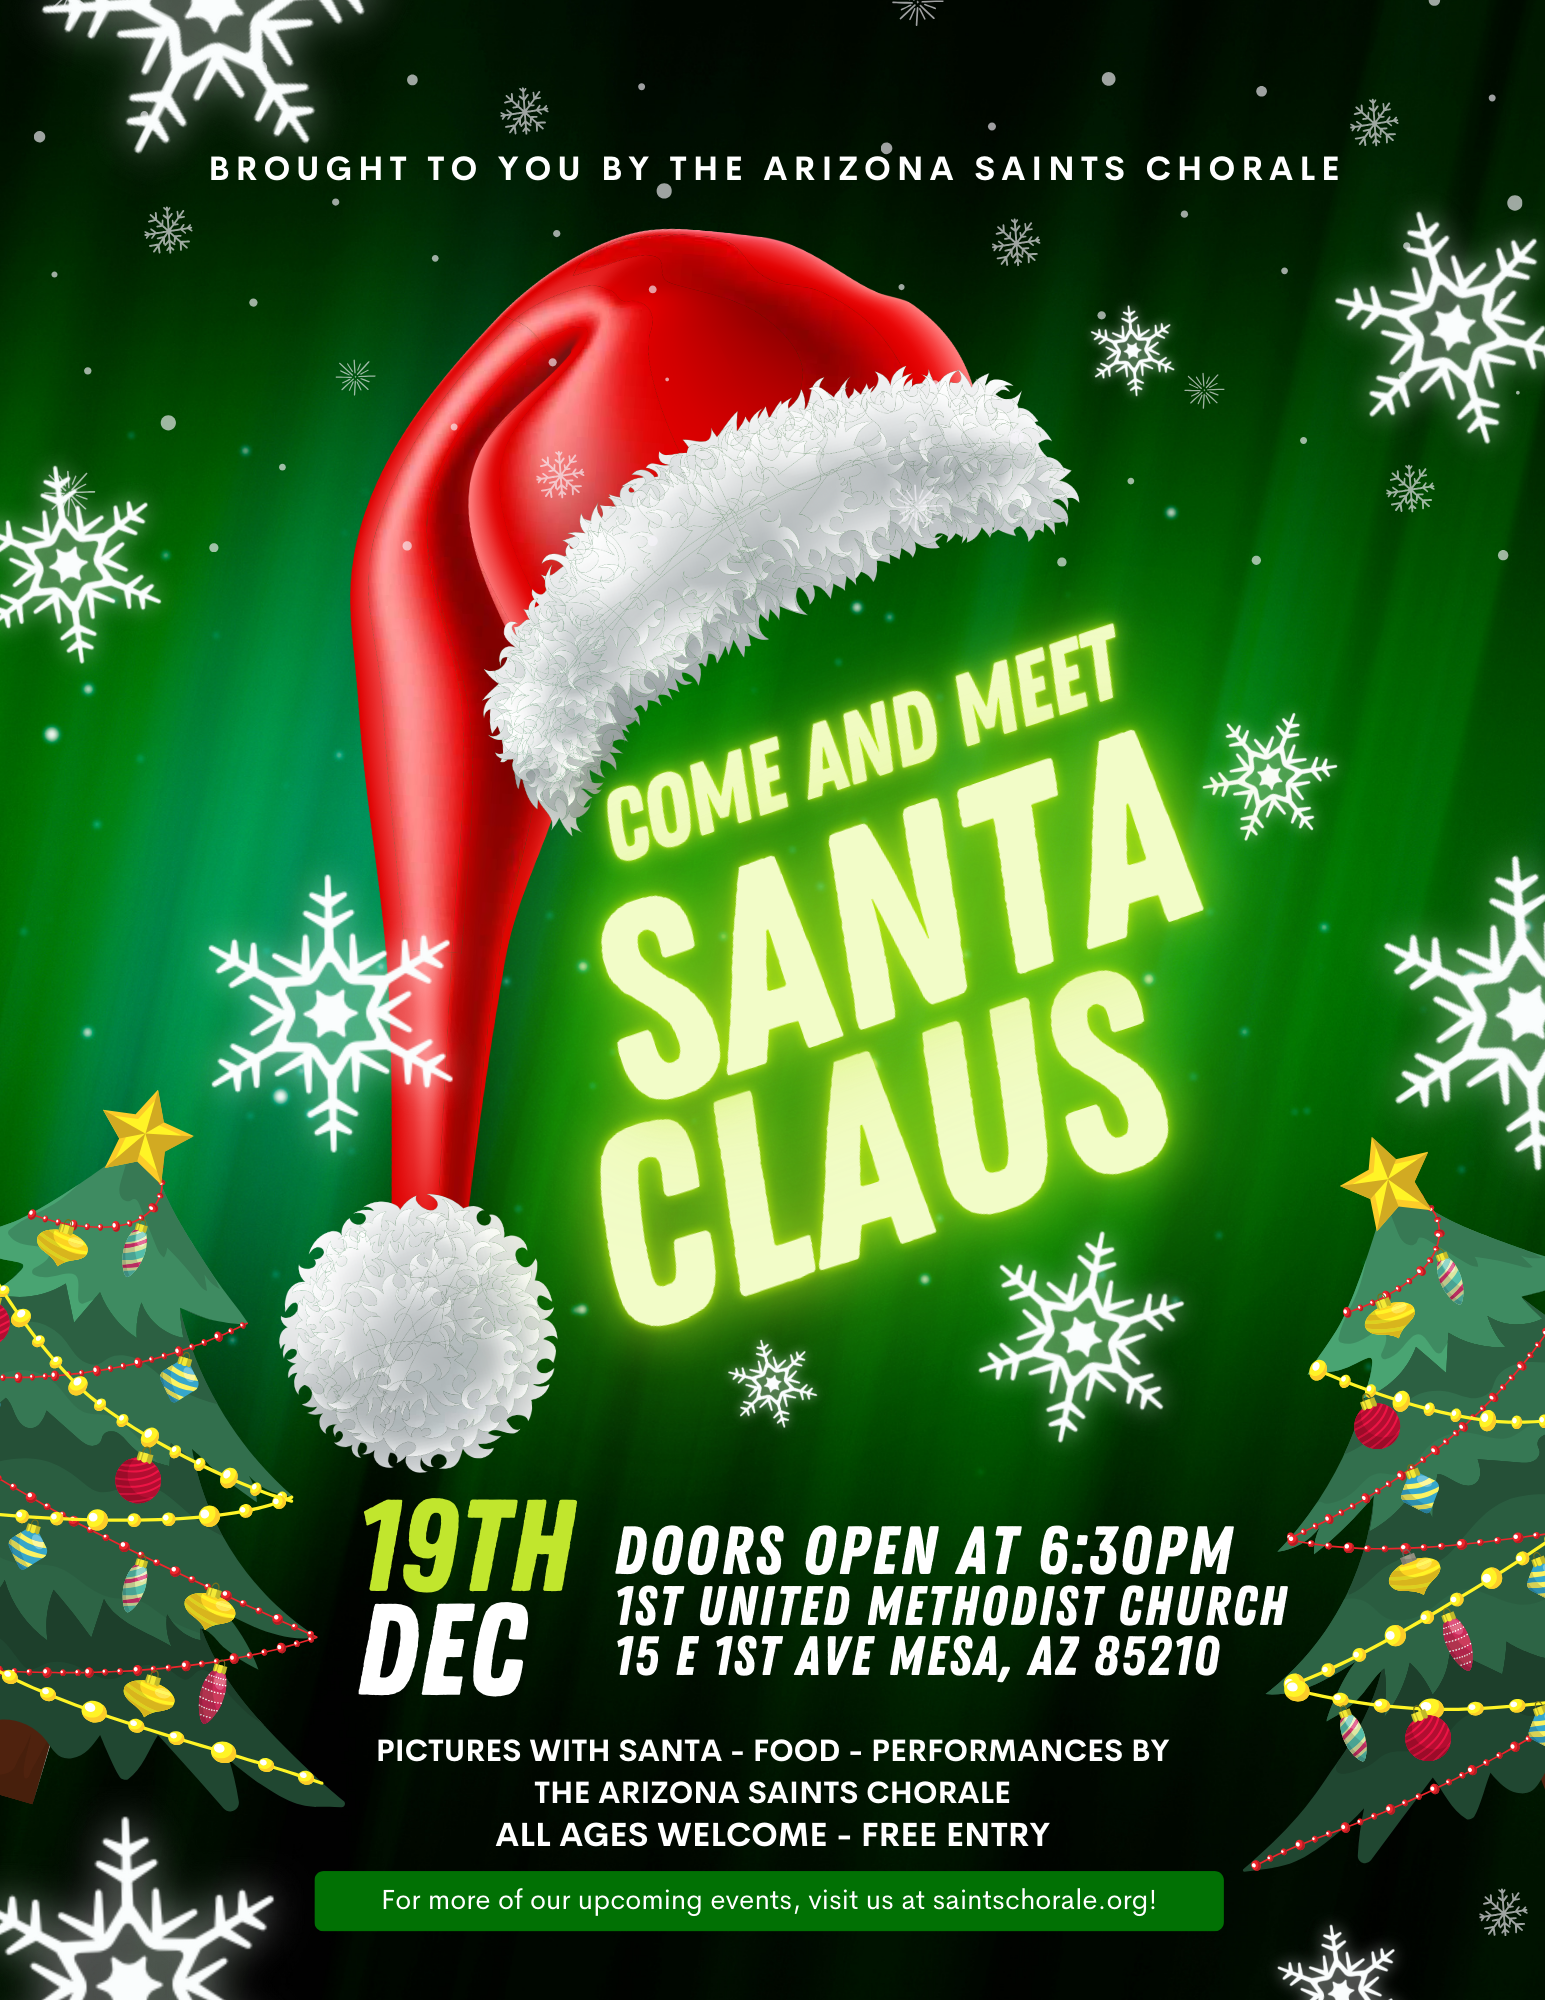 BROUGHT TO YOU BY THE ARIZONA SAINTS CHORALE
COME AND MEET
SANTA
CLAUS
19TH
DEC
DOORS OPEN AT 6:30PM
1ST UNITED METHODIST CHURCH
15 E 1ST AVE MESA, AZ 85210
PICTURES WITH SANTA - FOOD - PERFORMANCES BY
THE ARIZONA SAINTS CHORALE
ALL AGES WELCOME - FREE ENTRY
For more of our upcoming events, visit us at saintschorale.org!